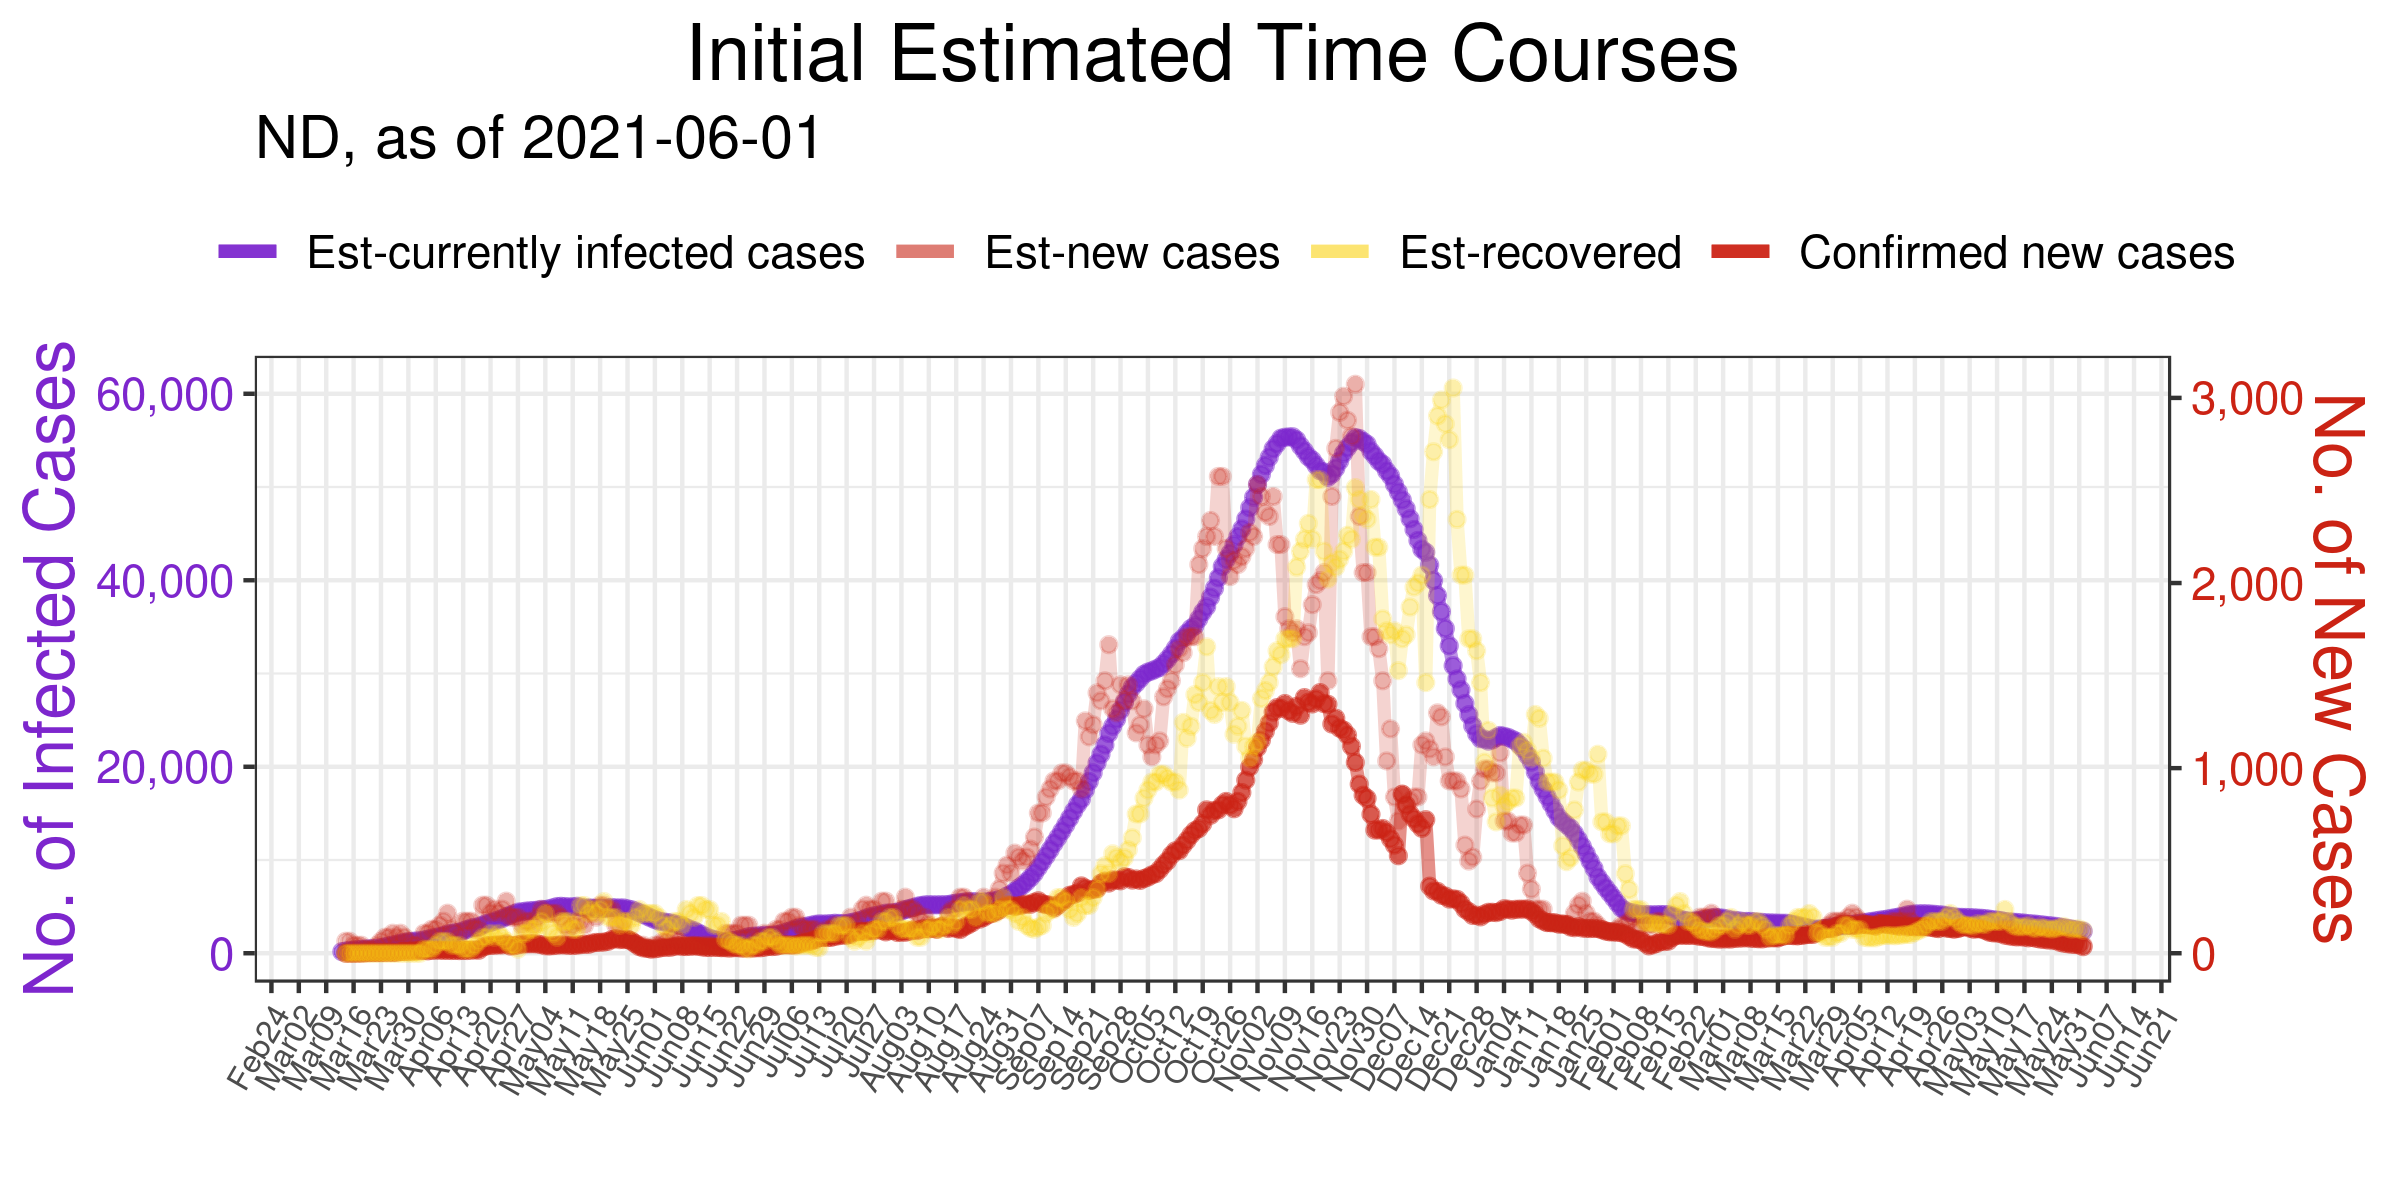 Initial Estimated Time Courses
ND, as of 2021-06-01
Est-currently infected cases Est-new cases Est-recovered Confirmed new cases
No. of Infected Cases
60,000
40,000
20,000
0
3,000
2,000
1,000
0
No. of New Cases
Feb24 Mar02 Mar09 Mar16 Mar23 Mar30 Apr06 Apr13 Apr20 Apr27 May04 May11 May18 May25 Jun01 Jun08 Jun15 Jun22 Jun29 Jul06 Jul13 Jul20 Jul27 Aug03 Aug10 Aug17 Aug24 Aug31 Sep07 Sep14 Sep21 Sep28 Oct05 Oct12 Oct19 Oct26 Nov02 Nov09 Nov16 Nov23 Nov30 Dec07 Dec14 Dec21 Dec28 Jan04 Jan11 Jan18 Jan25 Feb01 Feb08 Feb15 Feb22 Mar01 Mar08 Mar15 Mar22 Mar29 Apr05 Apr12 Apr19 Apr26 May03 May10 May17 May24 May31 Jun07 Jun14 Jun21